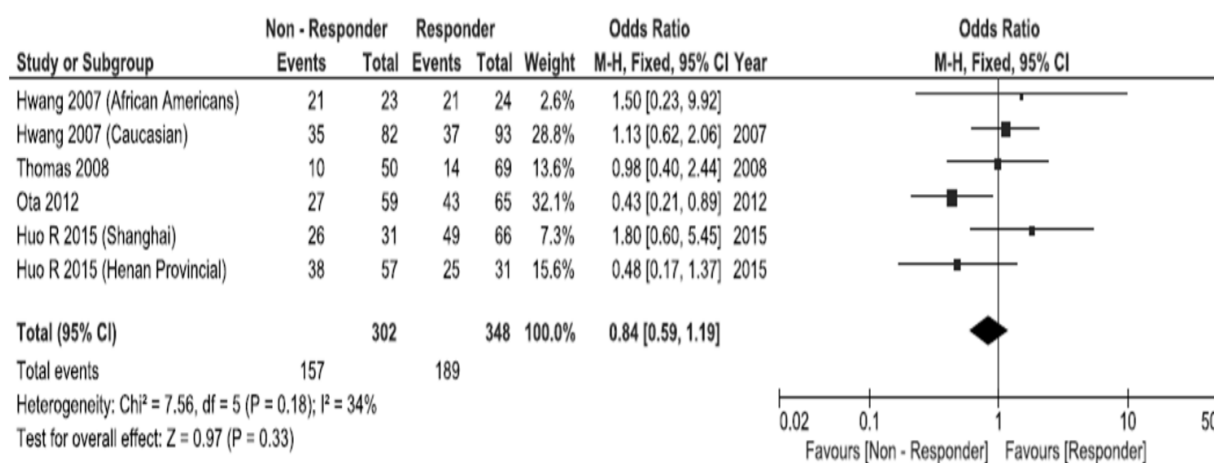 Non - Responder Responder Odds Ratio Odds Ratio
Study or Subgroup Events Total Events Total Weight M-H, Fixed, 95% CI Year M-H, Fixed, 95% CI
Hwang 2007 (African Americans) 21 23 21 24 2.6% 1.50 [0.23, 9.92]
Hwang 2007 (Caucasian) 35 82 37 93 28.8% 1.13 [0.62, 2.06] 2007
Thomas 2008 10 50 14 69 13.6% 0.98 [0.40, 2.44] 2008
Ota 2012 27 59 43 65 32.1% 0.43 [0.21, 0.89] 2012
Huo R 2015 (Shanghai) 26 31 49 66 7.3% 1.80 [0.60, 5.45] 2015
Huo R 2015 (Henan Provincial) 38 57 25 31 15.6% 0.48 [0.17, 1.37] 2015
Total (95% CI) 302 348 100.0% 0.84 [0.59, 1.19]
Total events 157 189
Heterogeneity: Chi² = 7.56, df = 5 (P = 0.18); I² = 34%
Test for overall effect: Z = 0.97 (P = 0.33)
0.02 0.1 1 10 50
Favours [Non - Responder] Favours [Responder]